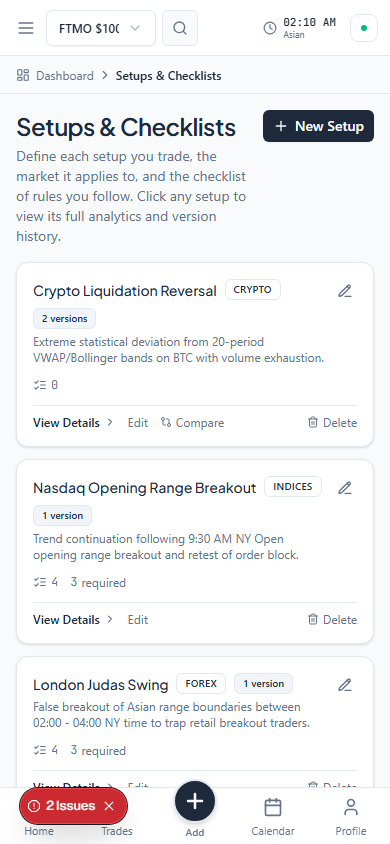 FTMO $100
02:10 AM
Asian
Dashboard > Setups & Checklists
Setups & Checklists
+ New Setup
Define each setup you trade, the
market it applies to, and the checklist
of rules you follow. Click any setup to
view its full analytics and version
history.
Crypto Liquidation Reversal CRYPTO
2 versions
Extreme statistical deviation from 20-period
VWAP/Bollinger bands on BTC with volume exhaustion.
0
View Details > Edit Compare Delete
Nasdaq Opening Range Breakout INDICES
1 version
Trend continuation following 9:30 AM NY Open
opening range breakout and retest of order block.
4 3 required
View Details > Edit Delete
London Judas Swing FOREX 1 version
False breakout of Asian range boundaries between
02:00 - 04:00 NY time to trap retail breakout traders.
4 3 required
View Details > Edit Delete
2 Issues
Home Trades Add Calendar Profile